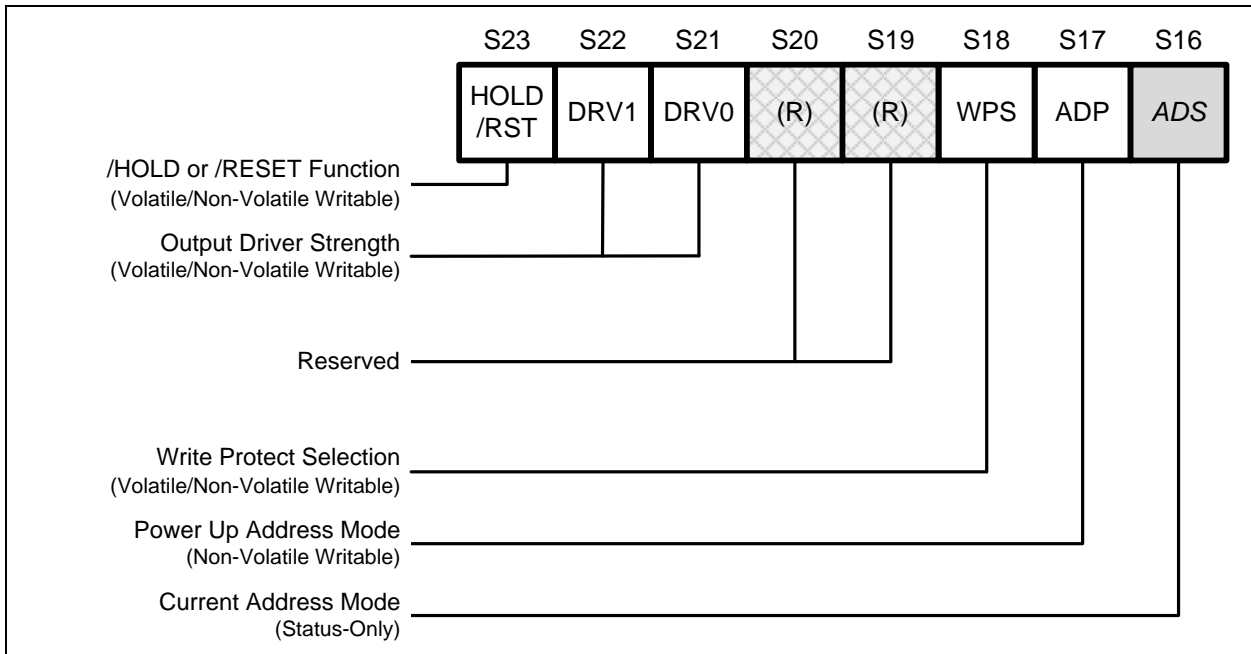 S23 S22 S21 S20 S19 S18 S17 S16
HOLD
/RST DRV1 DRV0 (R) (R) WPS ADP ADS
/HOLD or /RESET Function
(Volatile/Non-Volatile Writable)
Output Driver Strength
(Volatile/Non-Volatile Writable)
Reserved
Write Protect Selection
(Volatile/Non-Volatile Writable)
Power Up Address Mode
(Non-Volatile Writable)
Current Address Mode
(Status-Only)